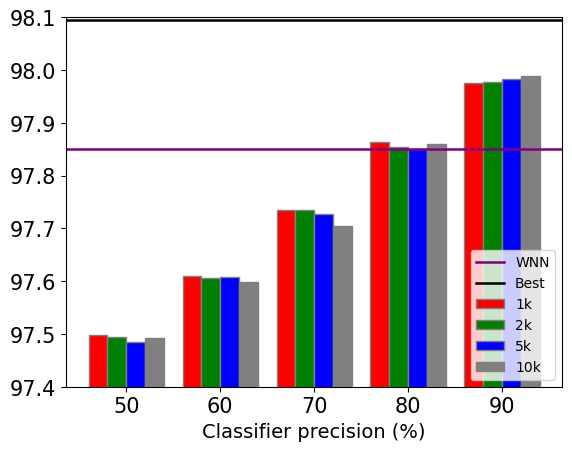 98.1
98.0
97.9
97.8
97.7
97.6
97.5
97.4
WNN
Best
1k
2k
5k
10k
50 60 70 80 90
Classifier precision (%)